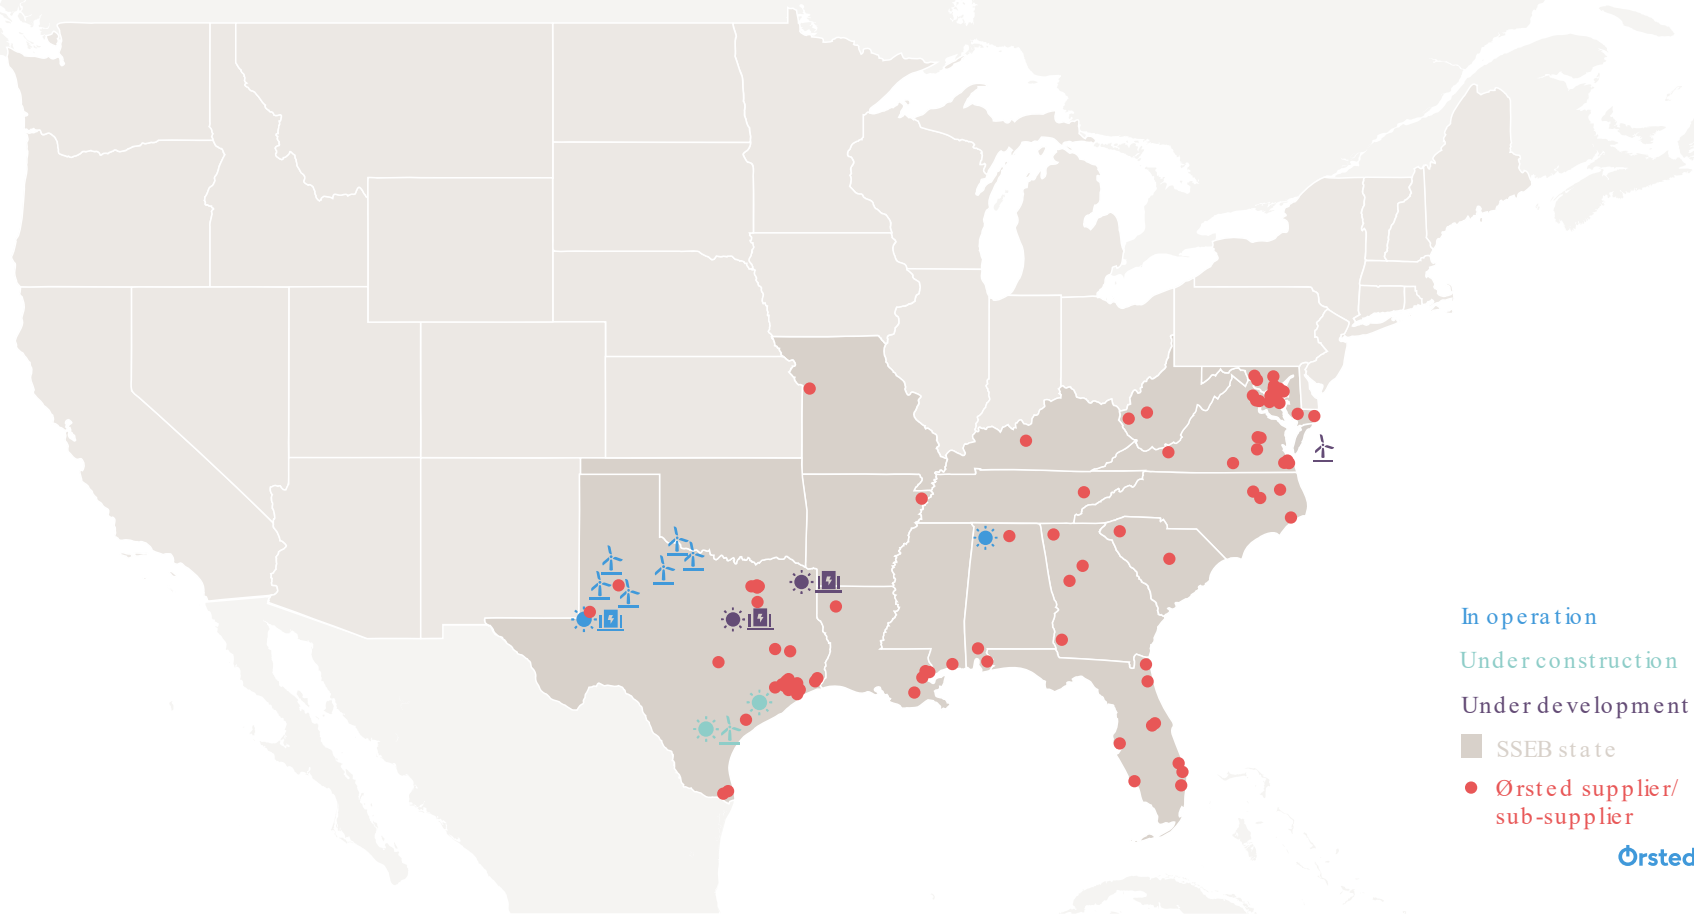 In operation
Under construction
Under development
SSEB state
Ørsted supplier/
sub-supplier
Ørsted